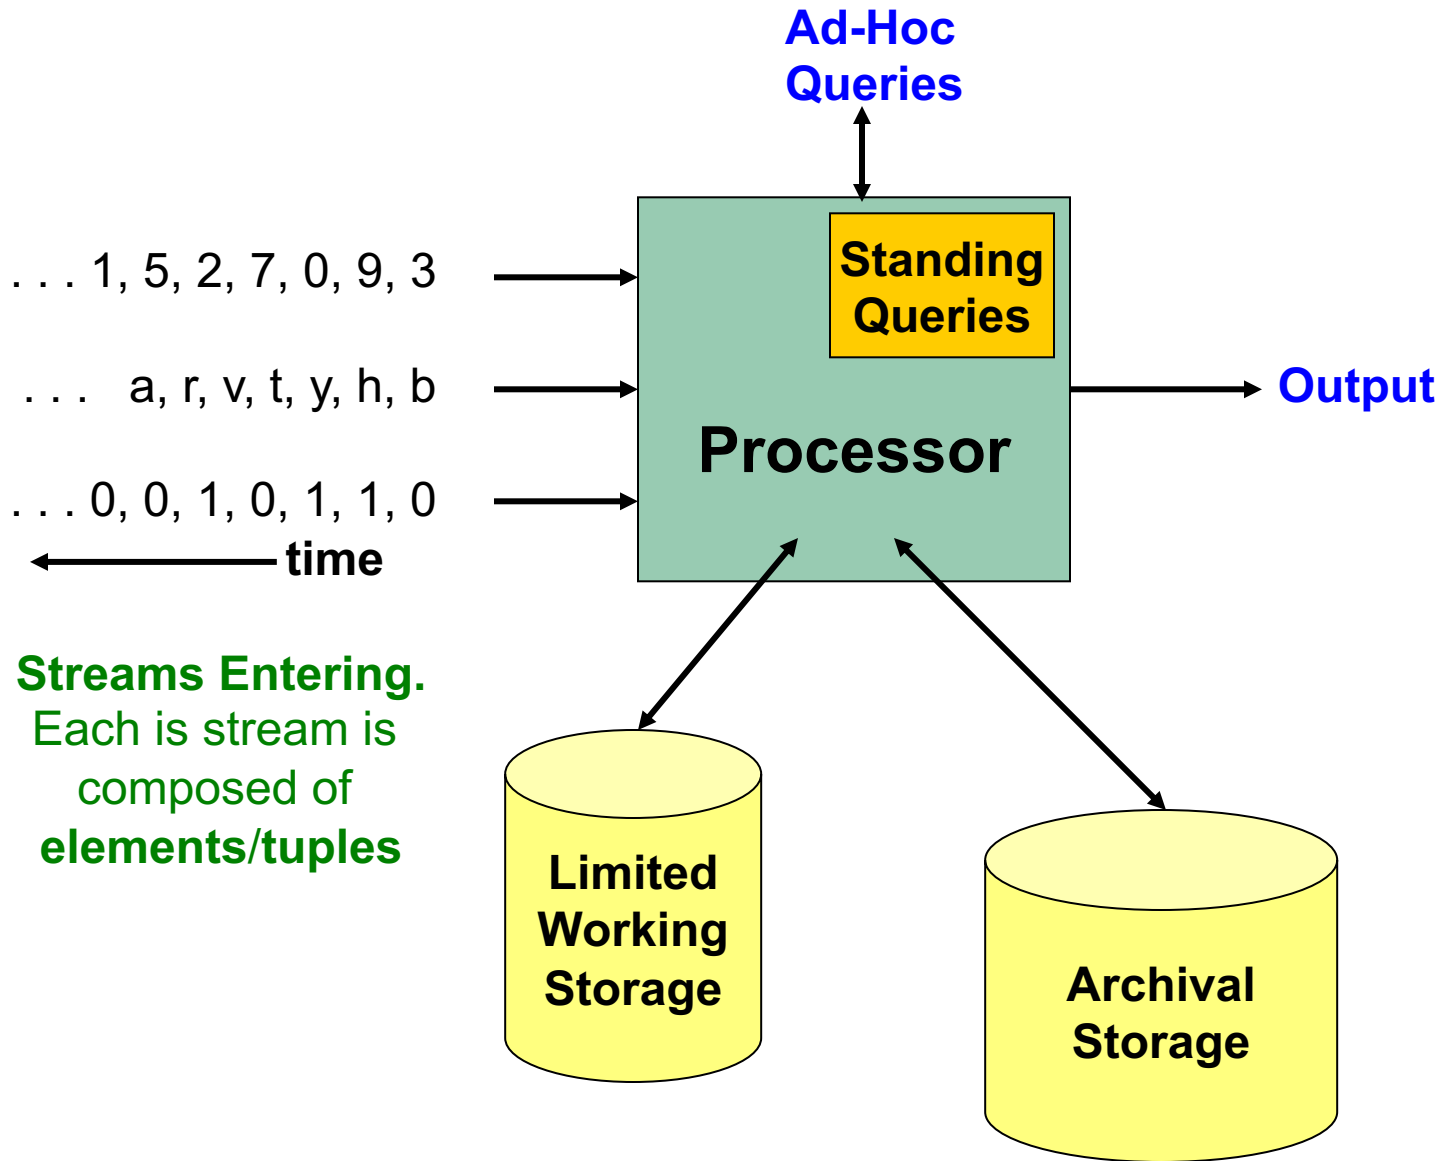 Ad-Hoc
Queries
Standing
Queries
. . . 1, 5, 2, 7, 0, 9, 3
. . . a, r, v, t, y, h, b
Output
Processor
. . . 0, 0, 1, 0, 1, 1, 0
time
Streams Entering.
Each is stream is
composed of
elements/tuples
Limited
Working
Storage
Archival
Storage